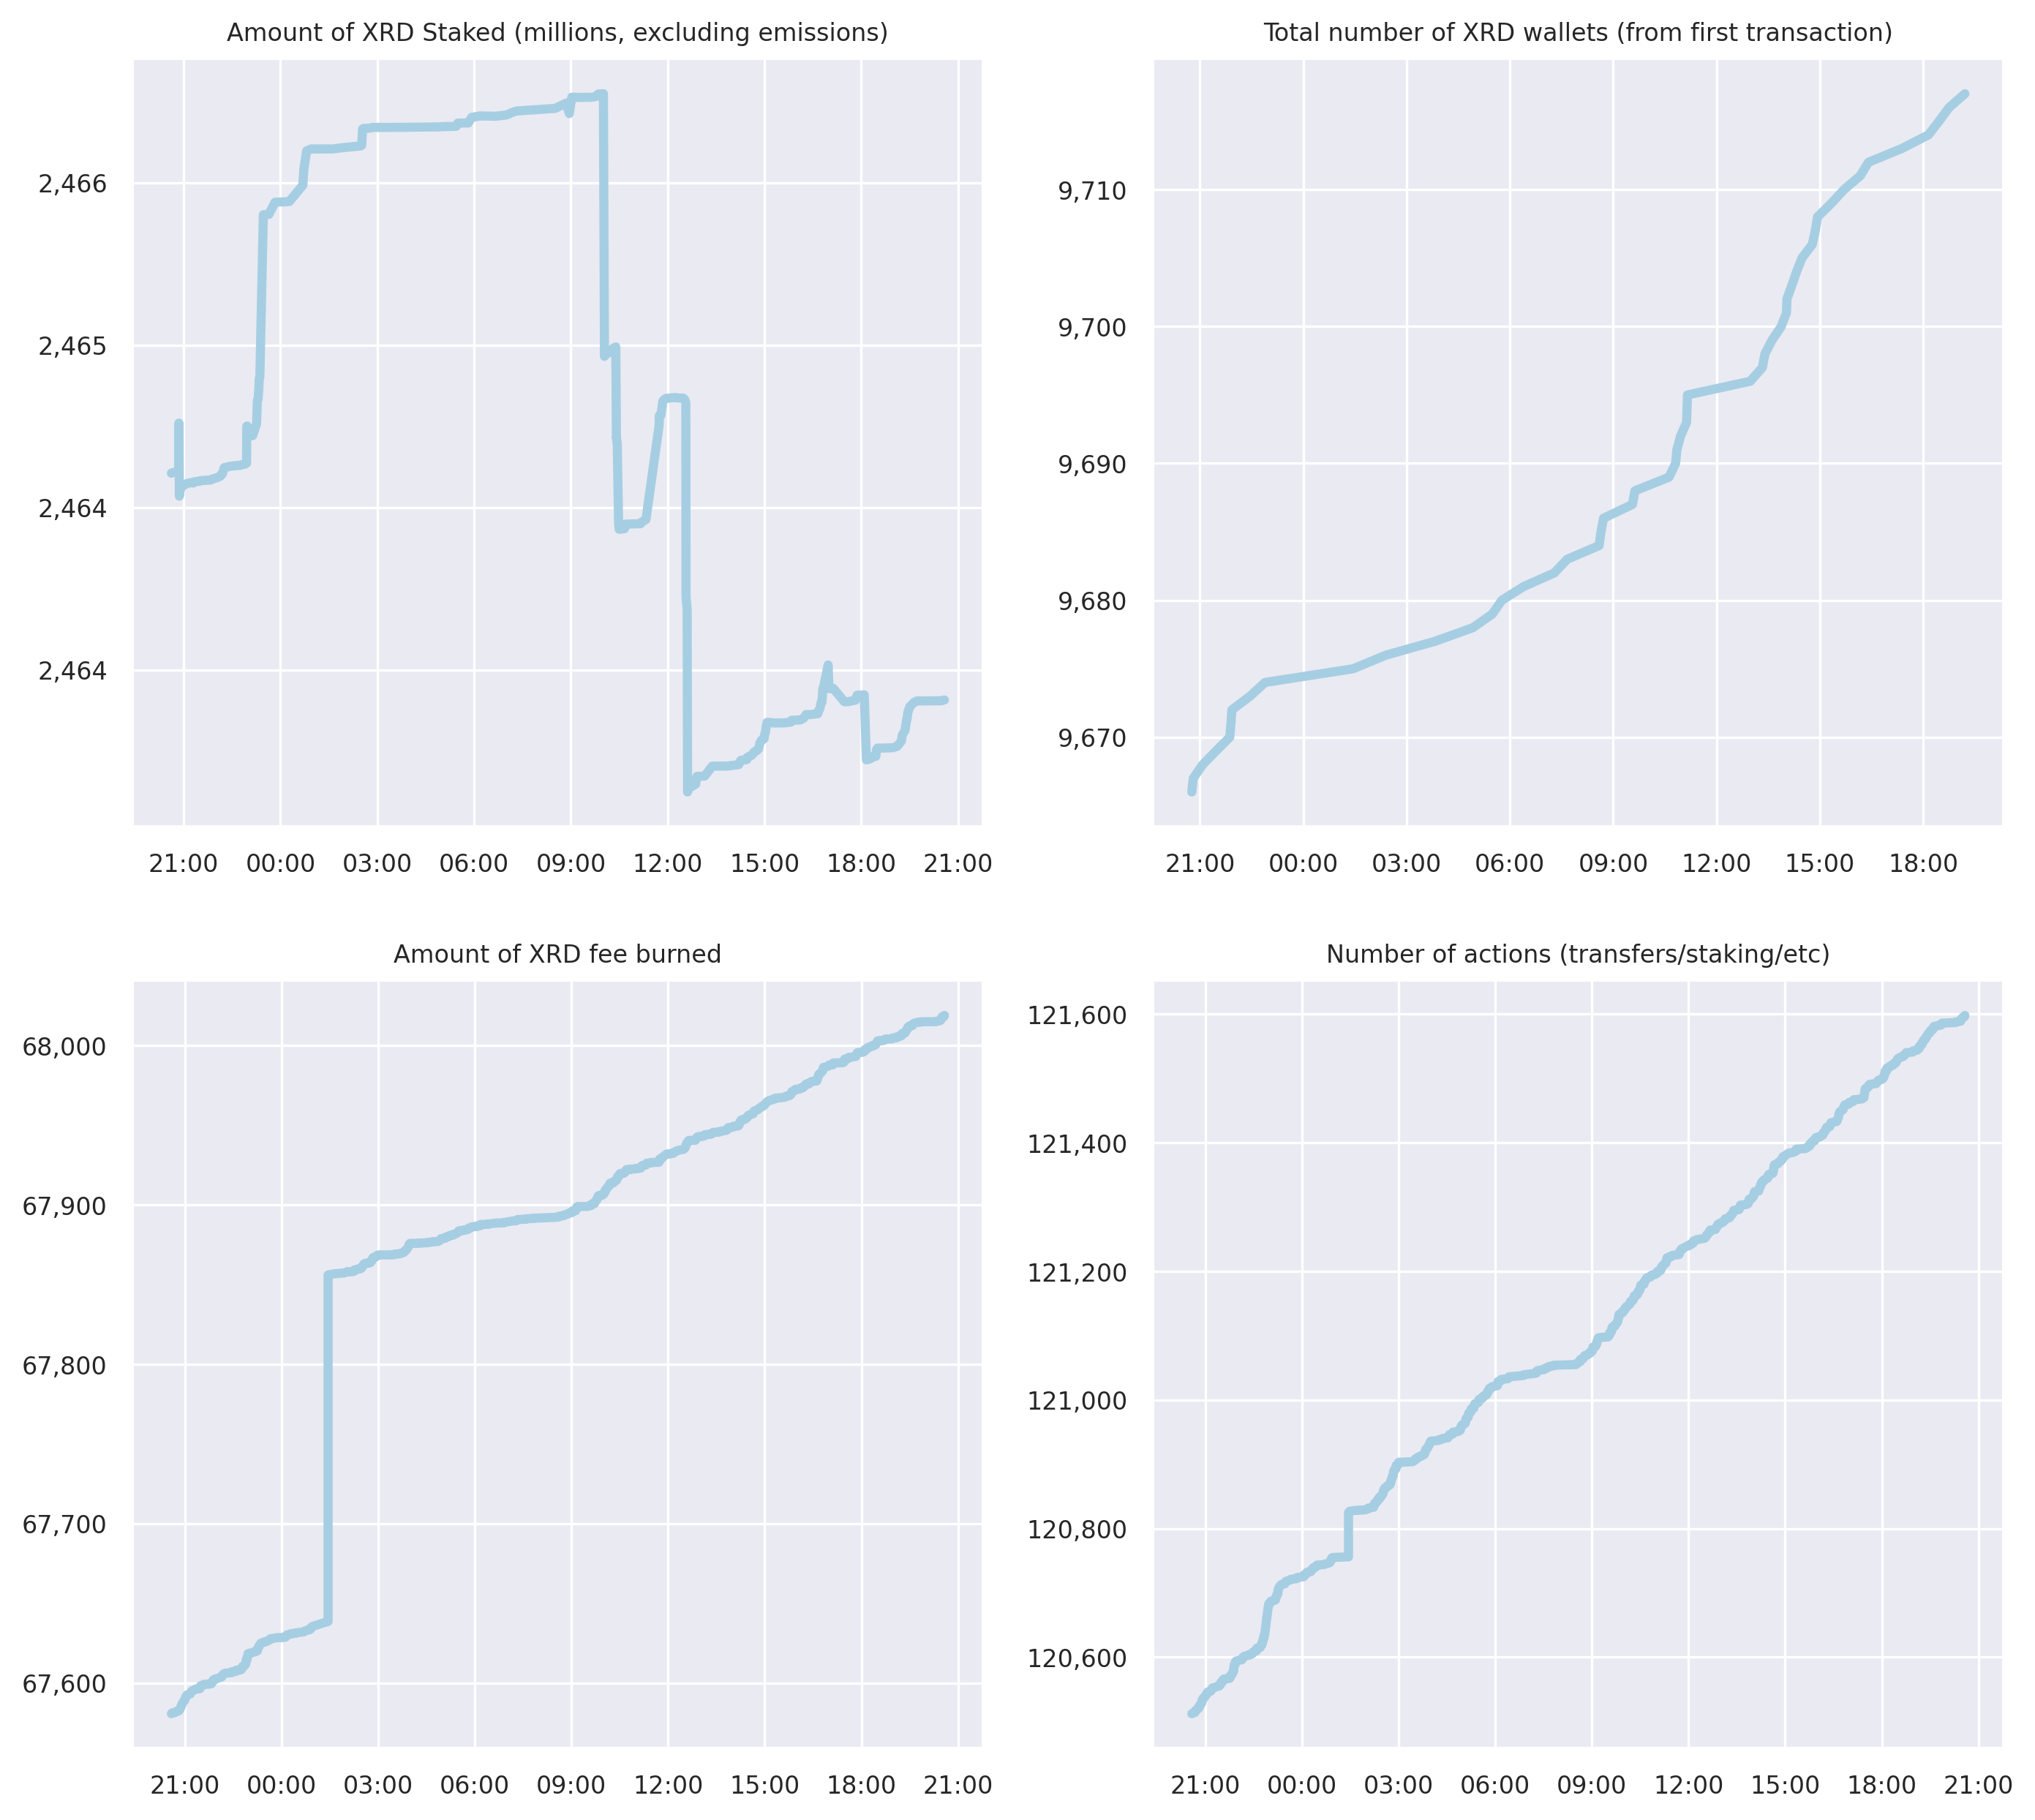 Amount of XRD Staked (millions, excluding emissions)
2,466
2,465
2,464
2,464
21:00 00:00 03:00 06:00 09:00 12:00 15:00 18:00 21:00
Total number of XRD wallets (from first transaction)
9,710
9,700
9,690
9,680
9,670
21:00 00:00 03:00 06:00 09:00 12:00 15:00 18:00
Amount of XRD fee burned
68,000
67,900
67,800
67,700
67,600
21:00 00:00 03:00 06:00 09:00 12:00 15:00 18:00 21:00
Number of actions (transfers/staking/etc)
121,600
121,400
121,200
121,000
120,800
120,600
21:00 00:00 03:00 06:00 09:00 12:00 15:00 18:00 21:00